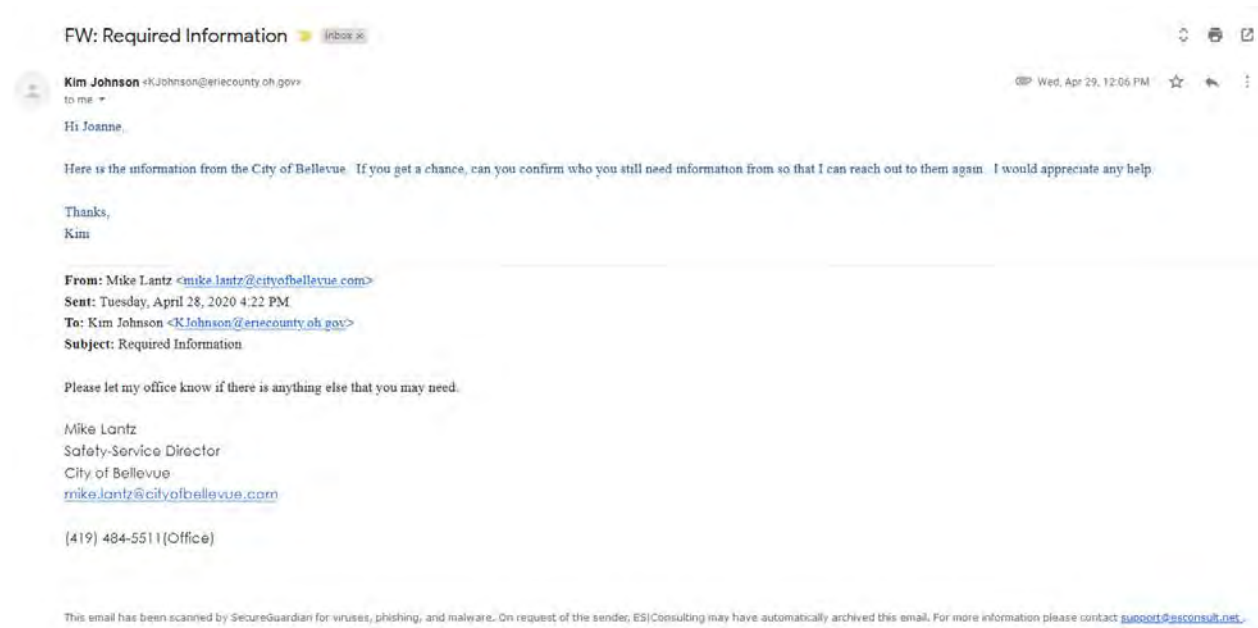 FW: Required Information Inbox ×
Kim Johnson <KJohnson@eriecounty.oh.gov> Wed, Apr 29, 12:06 PM
to me
Hi Joanne,
Here is the information from the City of Bellevue. If you get a chance, can you confirm who you still need information from so that I can reach out to them again. I would appreciate any help.
Thanks,
Kim
From: Mike Lantz <mike.lantz@cityofbellevue.com>
Sent: Tuesday, April 28, 2020 4:22 PM
To: Kim Johnson <KJohnson@eriecounty.oh.gov>
Subject: Required Information
Please let my office know if there is anything else that you may need.
Mike Lantz
Safety-Service Director
City of Bellevue
mike.lantz@cityofbellevue.com
(419) 484-5511(Office)
This email has been scanned by SecureGuardian for viruses, phishing, and malware. On request of the sender, ES|Consulting may have automatically archived this email. For more information please contact support@esconsult.net.